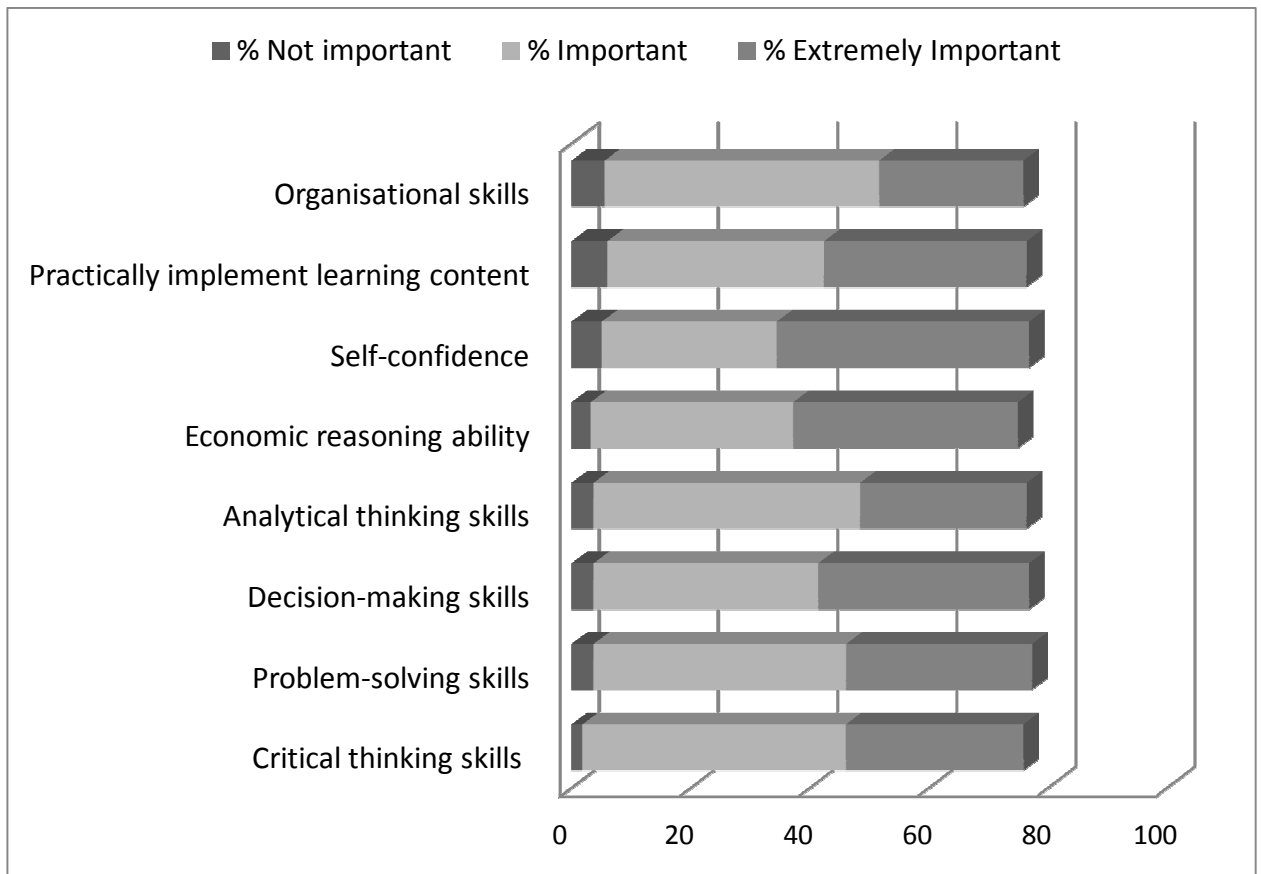 % Not important % Important % Extremely Important
Organisational skills
Practically implement learning content
Self-confidence
Economic reasoning ability
Analytical thinking skills
Decision-making skills
Problem-solving skills
Critical thinking skills
0 20 40 60 80 100